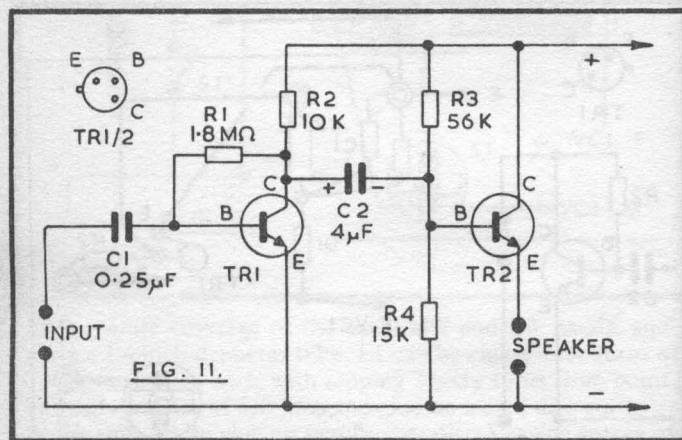 E B
C
TR1/2
R1
1·8MΩ
R2
10K
R3
56K
+
C
+ -
C2
4µF
B
C1
0·25µF
TR1
E
C
B
TR2
E
INPUT
R4
15K
SPEAKER
FIG. 11.
-